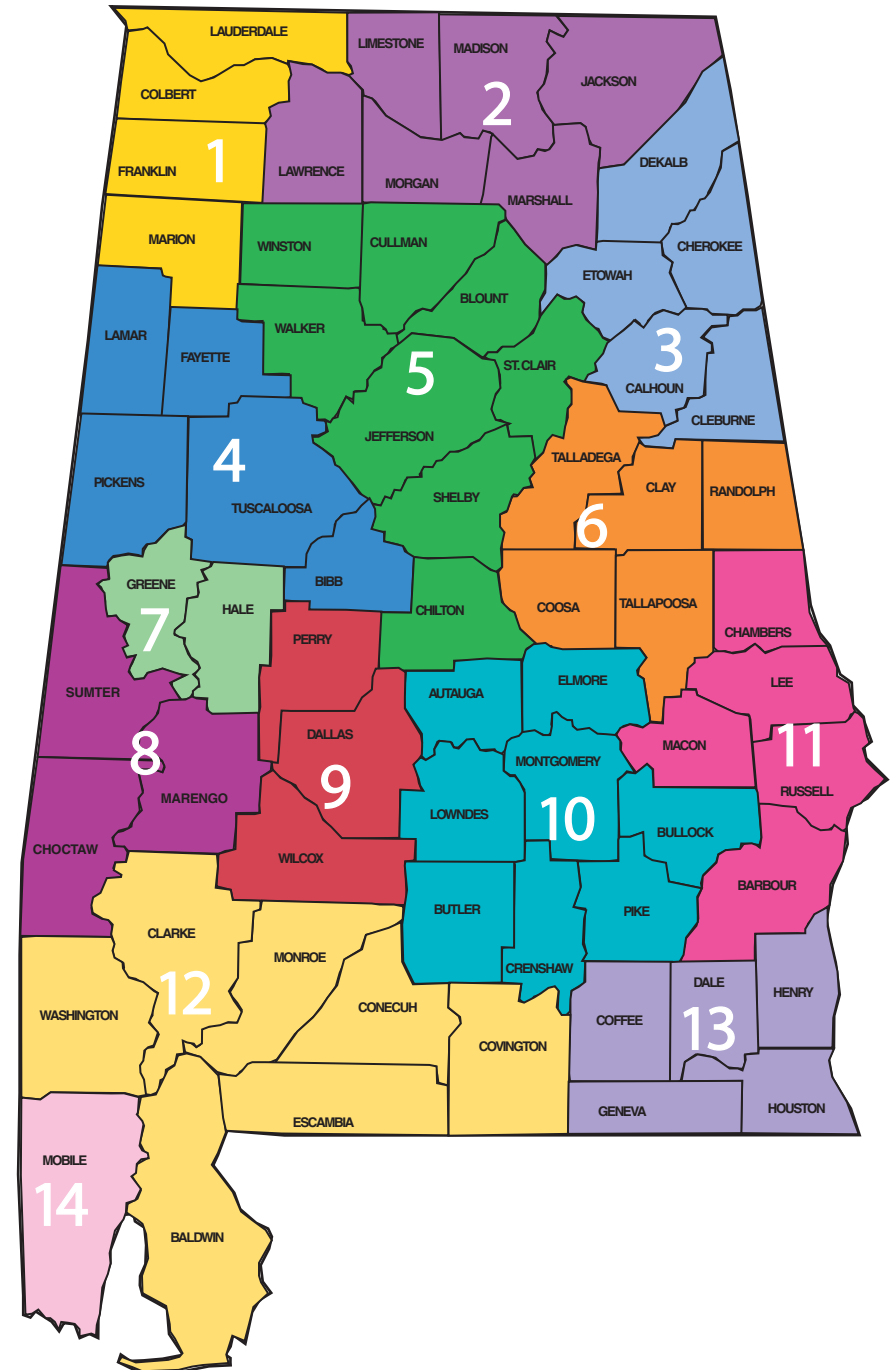 LAUDERDALE
LIMESTONE
MADISON
JACKSON
COLBERT
2
1
FRANKLIN
LAWRENCE
MORGAN
MARSHALL
DEKALB
MARION
WINSTON
CULLMAN
CHEROKEE
ETOWAH
BLOUNT
LAMAR
FAYETTE
WALKER
5
ST. CLAIR
3
CALHOUN
CLEBURNE
JEFFERSON
4
PICKENS
TUSCALOOSA
SHELBY
TALLADEGA
CLAY
RANDOLPH
6
GREENE
7
HALE
BIBB
CHILTON
COOSA
TALLAPOOSA
CHAMBERS
PERRY
SUMTER
AUTAUGA
ELMORE
LEE
DALLAS
8
MARENGO
9
MONTGOMERY
10
MACON
11
RUSSELL
CHOCTAW
WILCOX
LOWNDES
BULLOCK
BARBOUR
CLARKE
BUTLER
PIKE
MONROE
CRENSHAW
12
WASHINGTON
CONECUH
COVINGTON
COFFEE
DALE
13
HENRY
ESCAMBIA
GENEVA
HOUSTON
MOBILE
14
BALDWIN